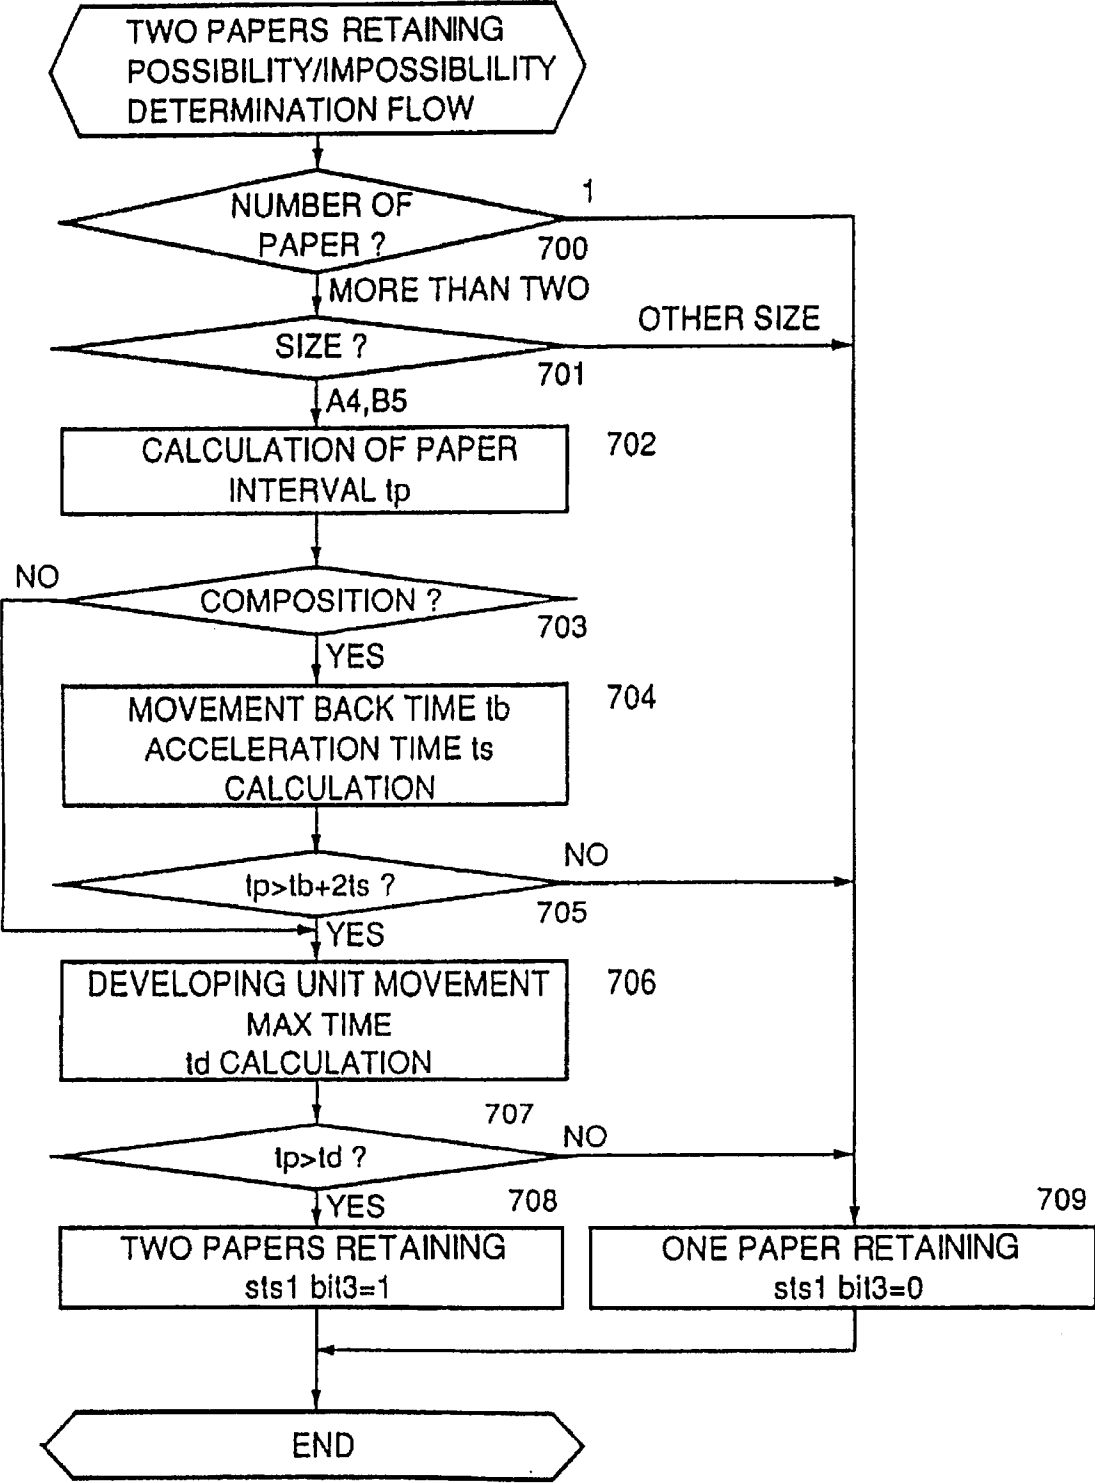 TWO PAPERS RETAINING
POSSIBILITY/IMPOSSIBLILITY
DETERMINATION FLOW
NUMBER OF
PAPER ?
1
700
MORE THAN TWO
SIZE ?
OTHER SIZE
701
A4,B5
CALCULATION OF PAPER
INTERVAL tp
702
COMPOSITION ?
NO
703
YES
MOVEMENT BACK TIME tb
ACCELERATION TIME ts
CALCULATION
704
tp>tb+2ts ?
NO
705
YES
DEVELOPING UNIT MOVEMENT
MAX TIME
td CALCULATION
706
707
tp>td ?
NO
YES
708
TWO PAPERS RETAINING
sts1 bit3=1
709
ONE PAPER RETAINING
sts1 bit3=0
END